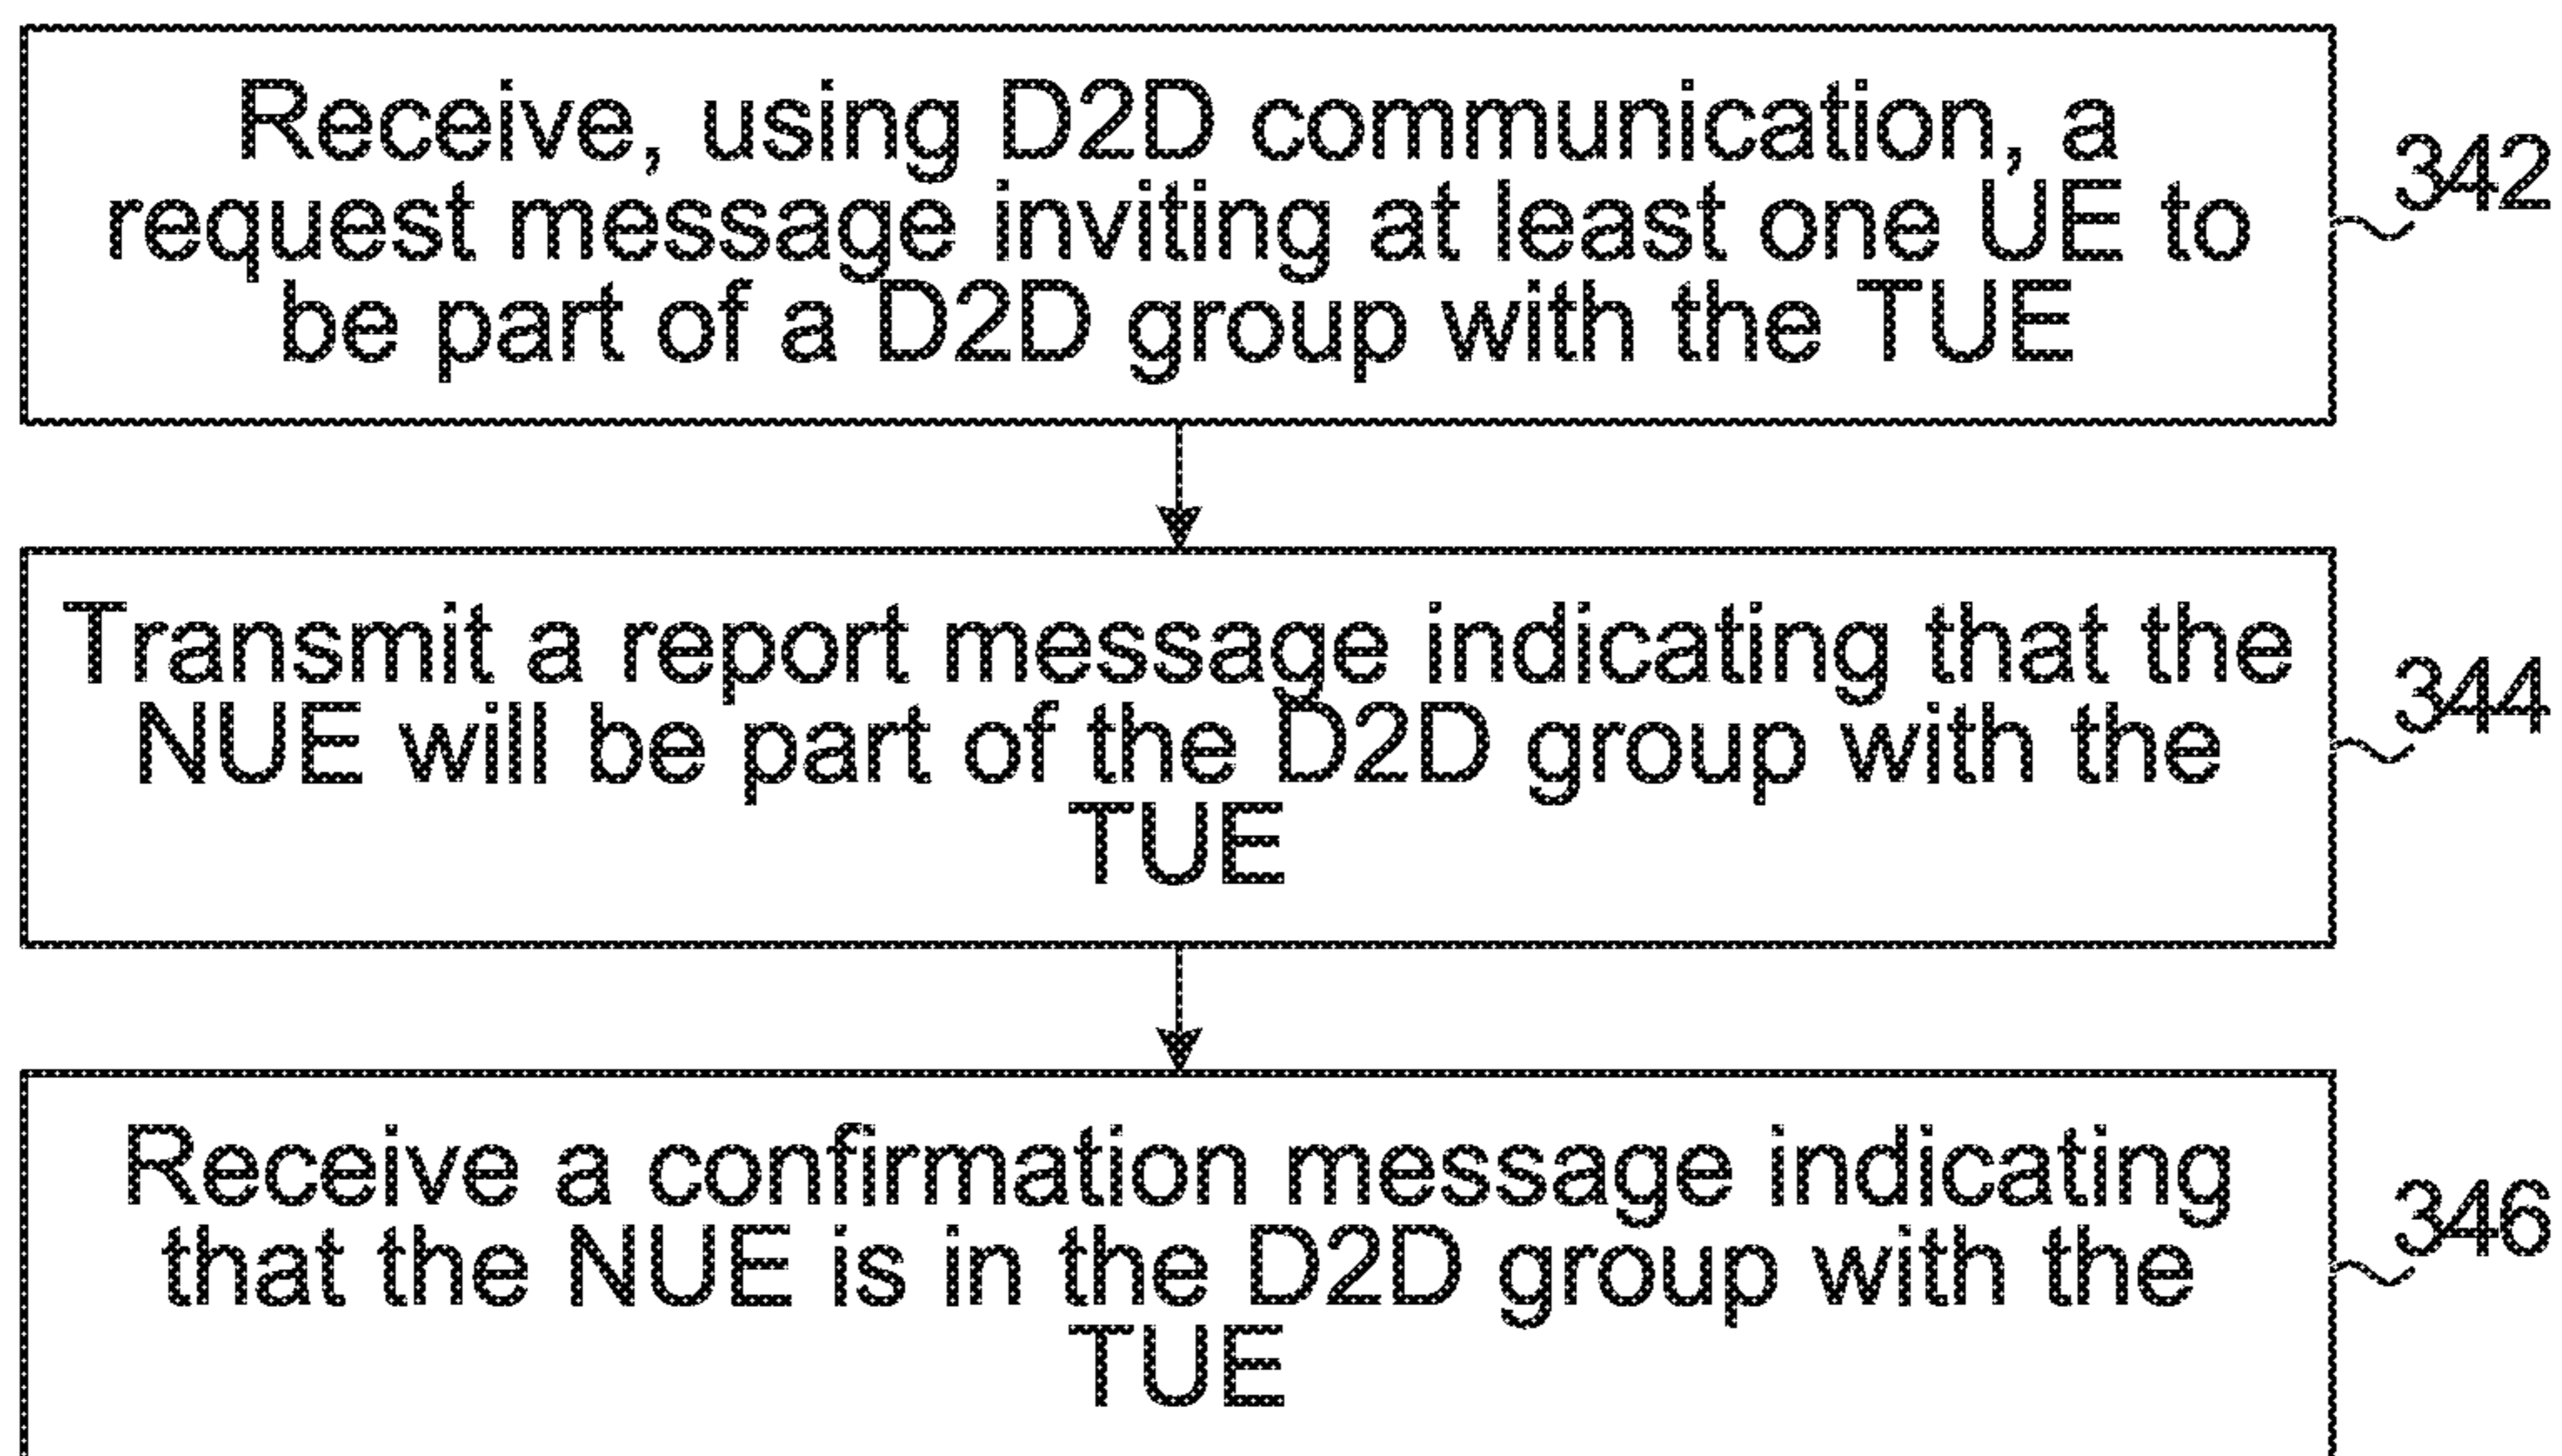 Receive, using D2D communication, a
request message inviting at least one UE to
be part of a D2D group with the TUE
342
Transmit a report message indicating that the
NUE will be part of the D2D group with the
TUE
344
Receive a confirmation message indicating
that the NUE is in the D2D group with the
TUE
346